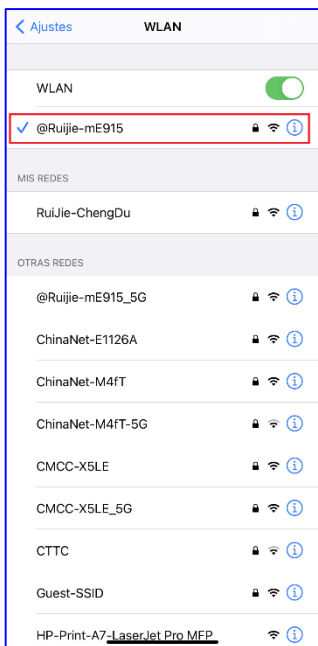 Ajustes WLAN
WLAN
@Ruijie-mE915
MIS REDES
RuiJie-ChengDu
OTRAS REDES
@Ruijie-mE915_5G
ChinaNet-E1126A
ChinaNet-M4fT
ChinaNet-M4fT-5G
CMCC-X5LE
CMCC-X5LE_5G
CTTC
Guest-SSID
HP-Print-A7-LaserJet Pro MFP